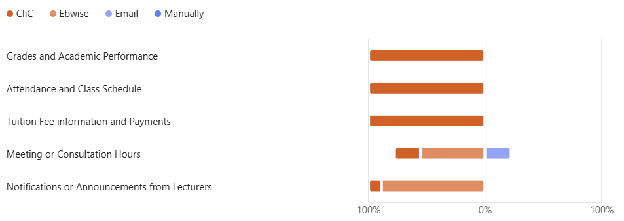 CliC Ebwise Email Manually
Grades and Academic Performance
Attendance and Class Schedule
Tuition Fee information and Payments
Meeting or Consultation Hours
Notifications or Announcements from Lecturers
100% 0% 100%